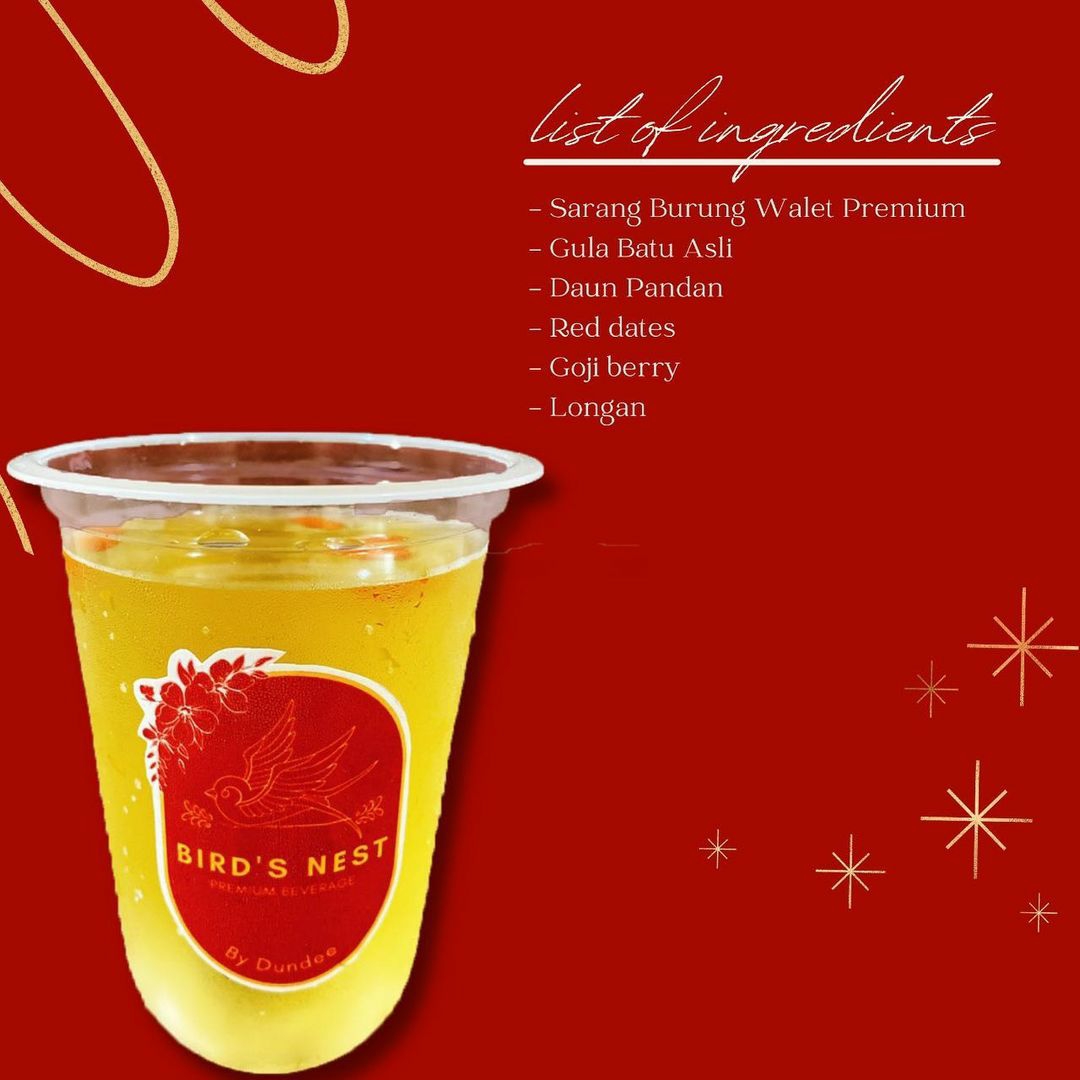 list of ingredients
- Sarang Burung Walet Premium
- Gula Batu Asli
- Daun Pandan
- Red dates
- Goji berry
- Longan
BIRD'S NEST
PREMIUM BEVERAGE
By Dundee